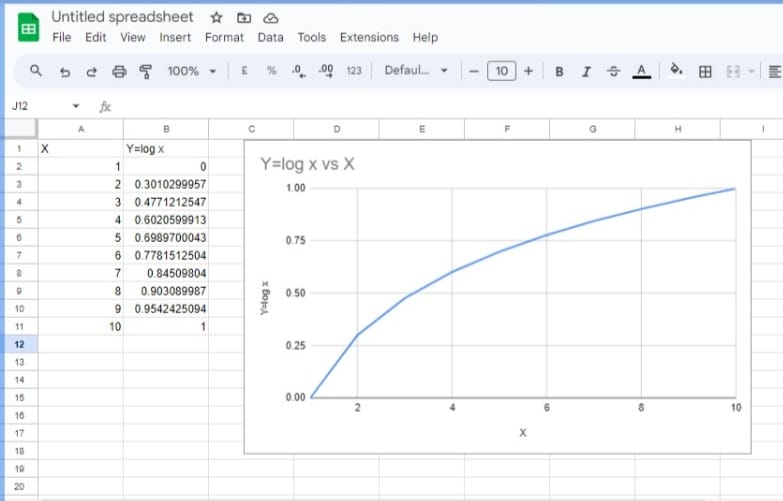 Untitled spreadsheet
File Edit View Insert Format Data Tools Extensions Help
100% £ % .0 .00 123 Defaul... − 10 + B I S A
J12 fx
A B C D E F G H I
1 X Y=log x
2 1 0
3 2 0.3010299957
4 3 0.4771212547
5 4 0.6020599913
6 5 0.6989700043
7 6 0.7781512504
8 7 0.84509804
9 8 0.903089987
10 9 0.9542425094
11 10 1
12
13
14
15
16
17
18
19
20
Y=log x vs X
1.00
0.75
0.50
0.25
0.00
Y=log x
2 4 6 8 10
X